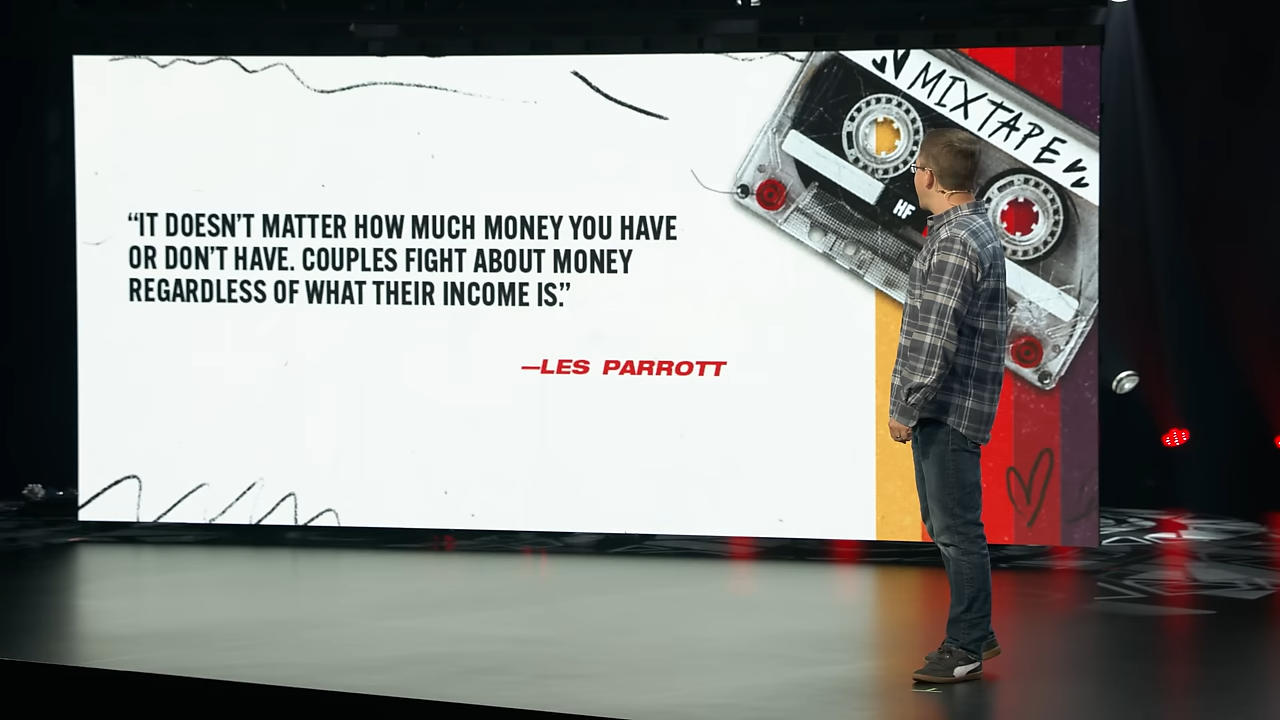 MIXTAPE
HF
“IT DOESN’T MATTER HOW MUCH MONEY YOU HAVE
OR DON’T HAVE. COUPLES FIGHT ABOUT MONEY
REGARDLESS OF WHAT THEIR INCOME IS.”
—LES PARROTT